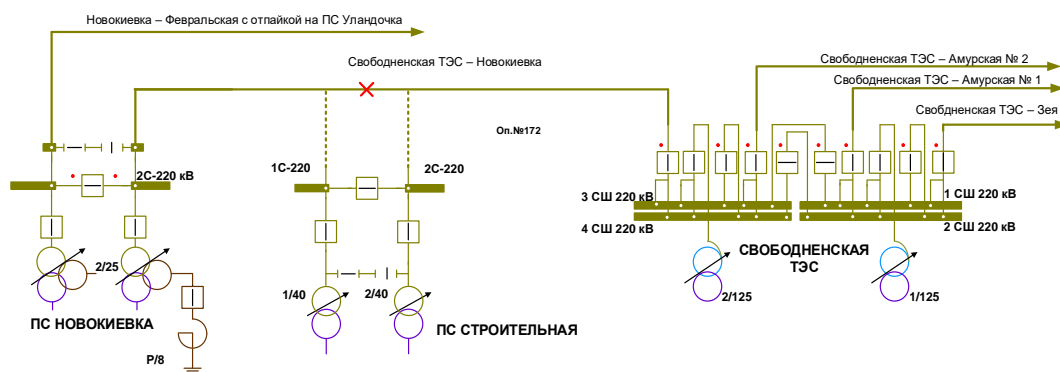 Новокиевка – Февральская с отпайкой на ПС Уландочка
Свободненская ТЭС – Новокиевка
Свободненская ТЭС – Амурская № 2
Свободненская ТЭС – Амурская № 1
Свобдненская ТЭС – Зея
Оп.№172
2С-220 кВ
1С-220
2С-220
3 СШ 220 кВ
1 СШ 220 кВ
4 СШ 220 кВ
2 СШ 220 кВ
СВОБОДНЕНСКАЯ
ТЭС
2/25
1/40
2/40
2/125
1/125
ПС НОВОКИЕВКА
ПС СТРОИТЕЛЬНАЯ
Р/8